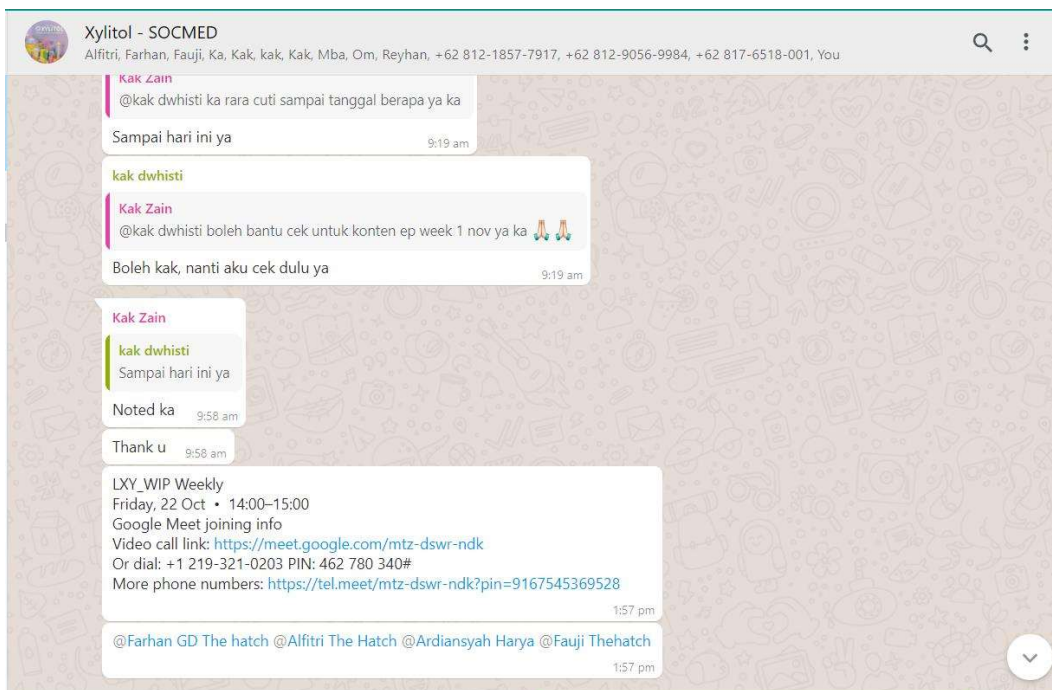 Xylitol - SOCMED
Alfitri, Farhan, Fauji, Ka, Kak, kak, Kak, Mba, Om, Reyhan, +62 812-1857-7917, +62 812-9056-9984, +62 817-6518-001, You
Kak Zain
@kak dwhisti ka rara cuti sampai tanggal berapa ya ka
Sampai hari ini ya
9:19 am
kak dwhisti
Kak Zain
@kak dwhisti boleh bantu cek untuk konten ep week 1 nov ya ka 🙏🏻 🙏🏻
Boleh kak, nanti aku cek dulu ya
9:19 am
Kak Zain
kak dwhisti
Sampai hari ini ya
Noted ka
9:58 am
Thank u
9:58 am
LXY_WIP Weekly
Friday, 22 Oct • 14:00–15:00
Google Meet joining info
Video call link: https://meet.google.com/mtz-dswr-ndk
Or dial: +1 219-321-0203 PIN: 462 780 340#
More phone numbers: https://tel.meet/mtz-dswr-ndk?pin=9167545369528
1:57 pm
@Farhan GD The hatch @Alfitri The Hatch @Ardiansyah Harya @Fauji Thehatch
1:57 pm